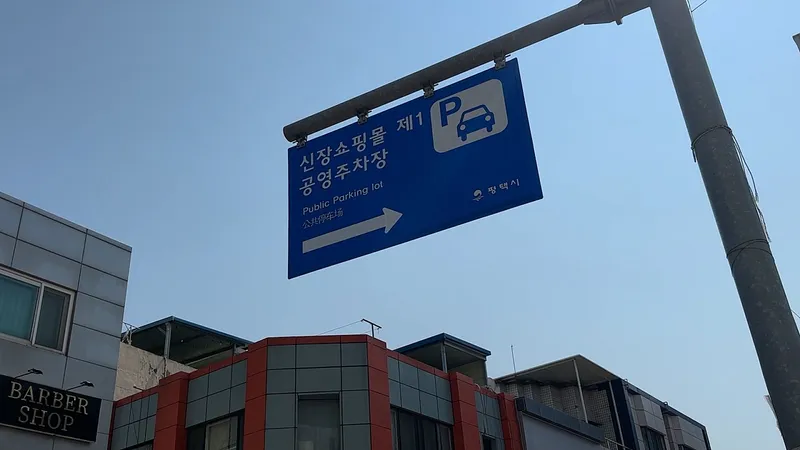 신장쇼핑몰 제1
공영주차장
P
Public Parking lot
公共停车场
평택시
BARBER
SHOP